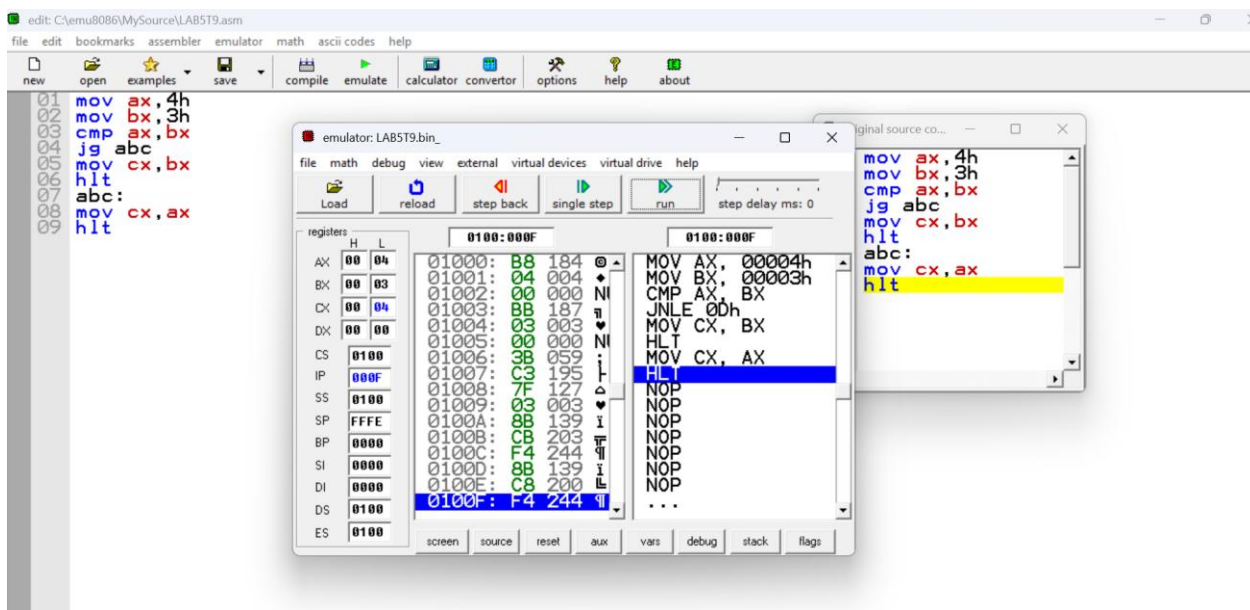 edit: C:\emu8086\MySource\LAB5T9.asm
file edit bookmarks assembler emulator math ascii codes help
new open examples save compile emulate calculator convertor options help about
01 mov ax,4h
02 mov bx,3h
03 cmp ax,bx
04 jg abc
05 mov cx,bx
06 hlt
07 abc:
08 mov cx,ax
09 hlt
emulator: LAB5T9.bin_
file math debug view external virtual devices virtual drive help
Load reload step back single step run step delay ms: 0
registers
H L
AX 00 04
BX 00 03
CX 00 04
DX 00 00
CS 0100
IP 000F
SS 0100
SP FFFE
BP 0000
SI 0000
DI 0000
DS 0100
ES 0100
0100:000F
01000: B8 184
01001: 04 004 ♦
01002: 00 000 NU
01003: BB 187 ╗
01004: 03 003 ♥
01005: 00 000 NU
01006: 3B 059 ;
01007: C3 195 ├
01008: 7F 127 ⌂
01009: 03 003 ♥
0100A: 8B 139 ï
0100B: CB 203 ╦
0100C: F4 244 ¶
0100D: 8B 139 ï
0100E: C8 200 ╚
0100F: F4 244 ¶
0100:000F
MOV AX, 00004h
MOV BX, 00003h
CMP AX, BX
JNLE 0Dh
MOV CX, BX
HLT
MOV CX, AX
HLT
NOP
NOP
NOP
NOP
NOP
NOP
NOP
...
screen source reset aux vars debug stack flags
iginal source co...
mov ax,4h
mov bx,3h
cmp ax,bx
jg abc
mov cx,bx
hlt
abc:
mov cx,ax
hlt